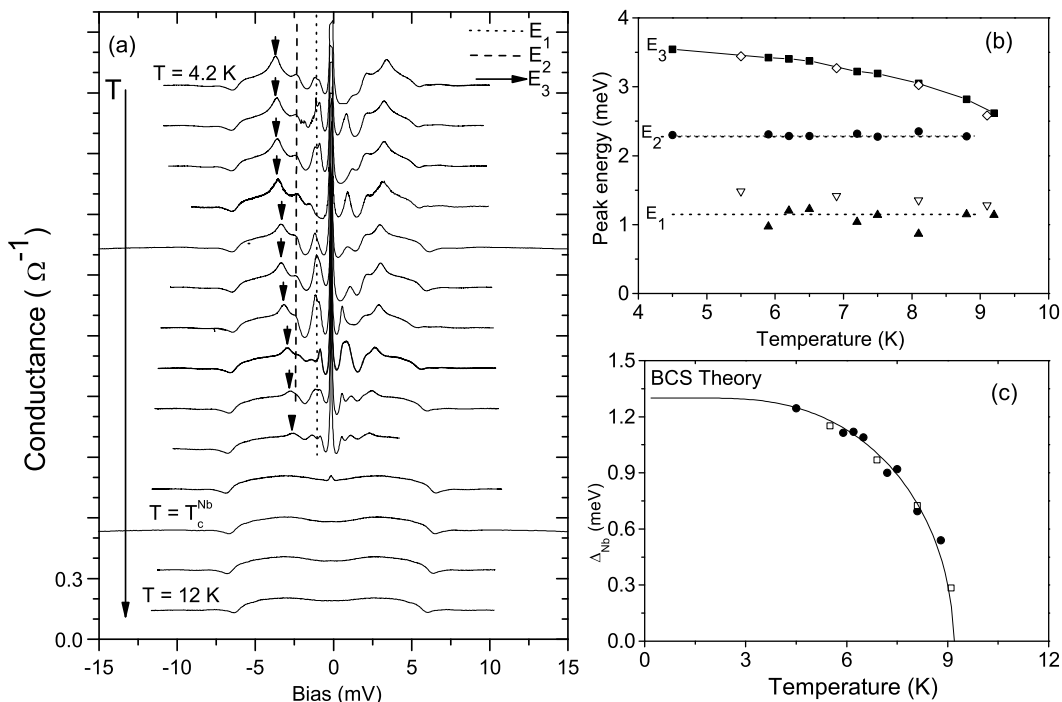 (a)
E₁
E₂
E₃
T = 4.2 K
T
T = T_c^Nb
T = 12 K
0.3
0.0
Conductance ( Ω⁻¹)
-15 -10 -5 0 5 10 15
Bias (mV)
(b)
4
3
2
1
0
Peak energy (meV)
E₃
E₂
E₁
4 5 6 7 8 9 10
Temperature (K)
BCS Theory
(c)
1.5
1.2
0.9
0.6
0.3
0.0
Δ_Nb (meV)
0 3 6 9 12
Temperature (K)